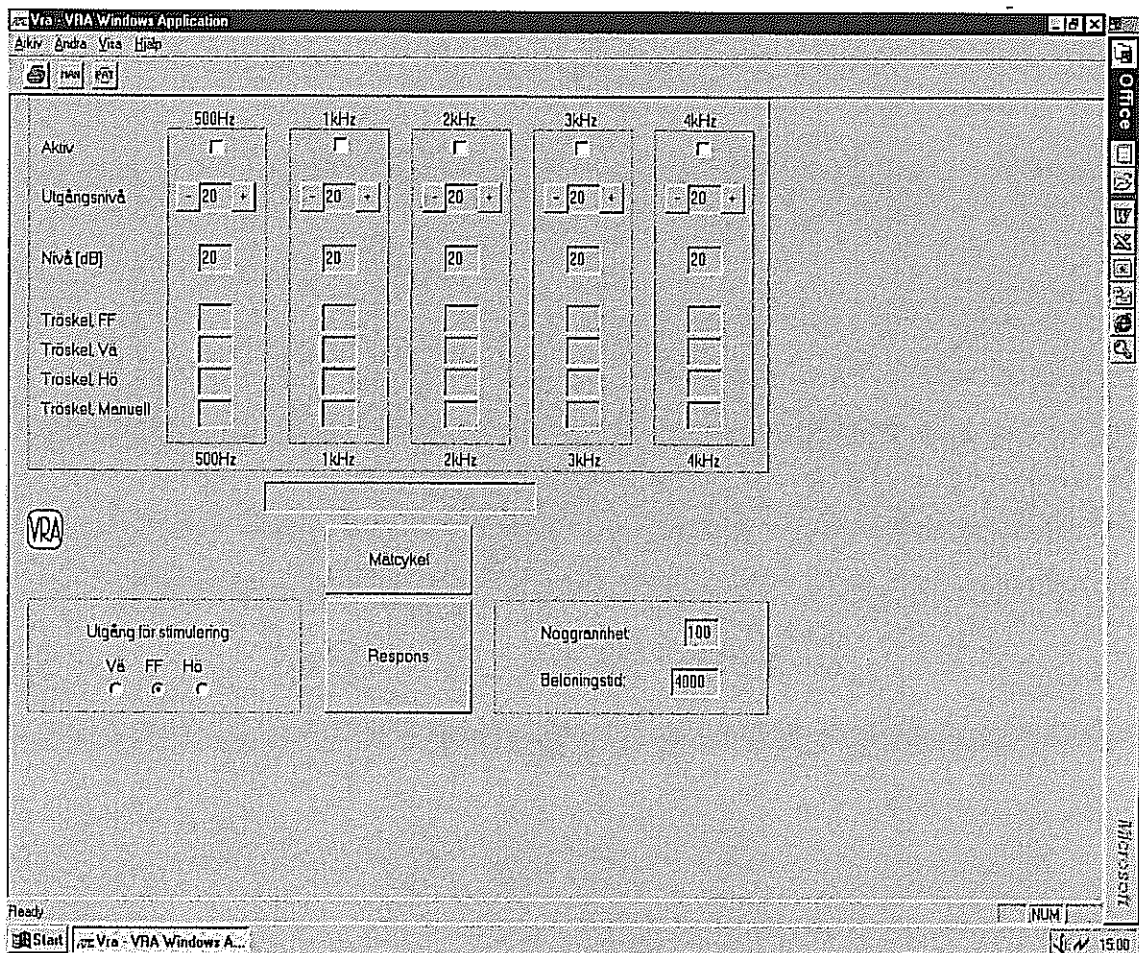 Vra - VRA Windows Application
Arkiv Ändra Visa Hjälp
MAN PAT
Office
500Hz 1kHz 2kHz 3kHz 4kHz
Aktiv
Utgångsnivå - 20 + - 20 + - 20 + - 20 + - 20 +
Nivå [dB] 20 20 20 20 20
Tröskel, FF
Tröskel, Vä
Tröskel, Hö
Tröskel, Manuell
500Hz 1kHz 2kHz 3kHz 4kHz
VRA
Mätcykel
Utgång för stimulering
Vä FF Hö
Respons
Noggrannhet: 100
Belöningstid: 4000
Microsoft
Ready NUM
Start Vra - VRA Windows A... 15:00